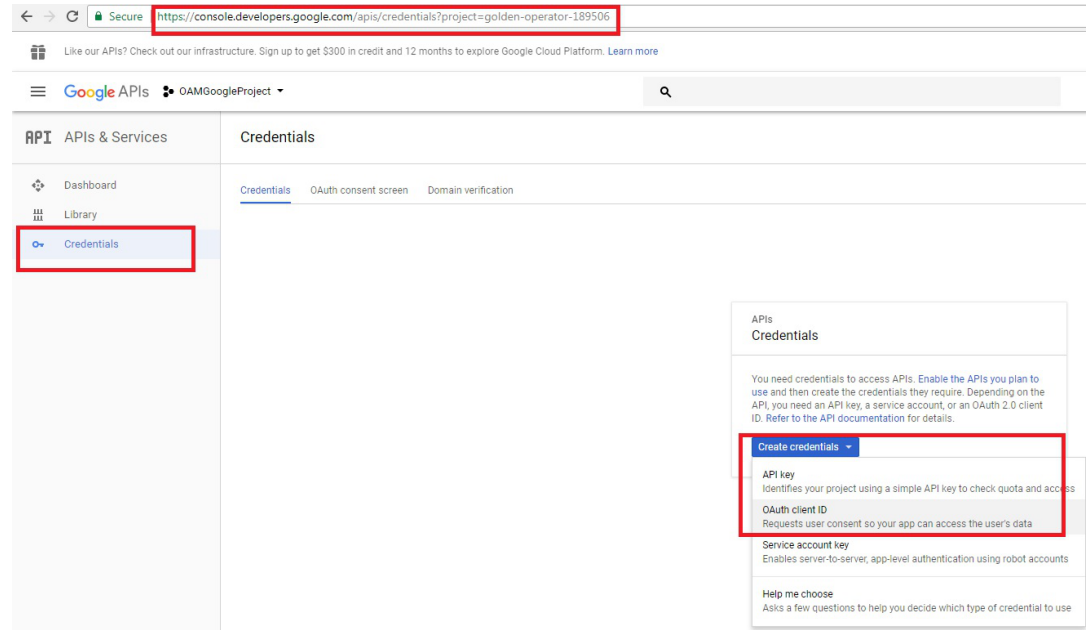 Secure
https://console.developers.google.com/apis/credentials?project=golden-operator-189506
Like our APIs? Check out our infrastructure. Sign up to get $300 in credit and 12 months to explore Google Cloud Platform. Learn more
Google APIs
OAMGoogleProject
API APIs & Services
Credentials
Dashboard
Library
Credentials
Credentials OAuth consent screen Domain verification
APIs
Credentials
You need credentials to access APIs. Enable the APIs you plan to
use and then create the credentials they require. Depending on the
API, you need an API key, a service account, or an OAuth 2.0 client
ID. Refer to the API documentation for details.
Create credentials
API key
Identifies your project using a simple API key to check quota and access
OAuth client ID
Requests user consent so your app can access the user's data
Service account key
Enables server-to-server, app-level authentication using robot accounts
Help me choose
Asks a few questions to help you decide which type of credential to use